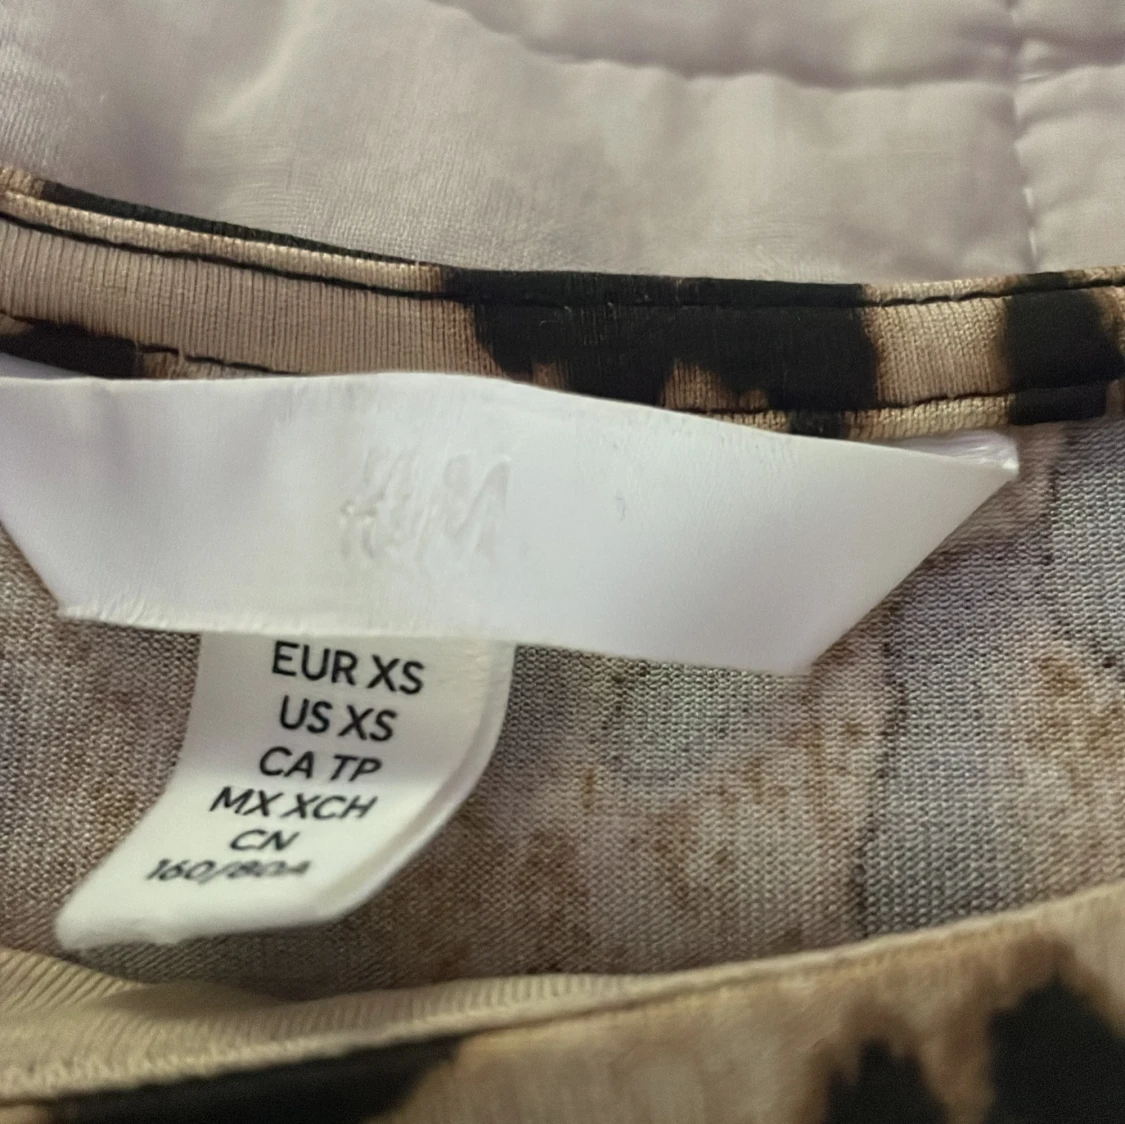 H&M
EUR XS
US XS
CA TP
MX XCH
CN
160/80A